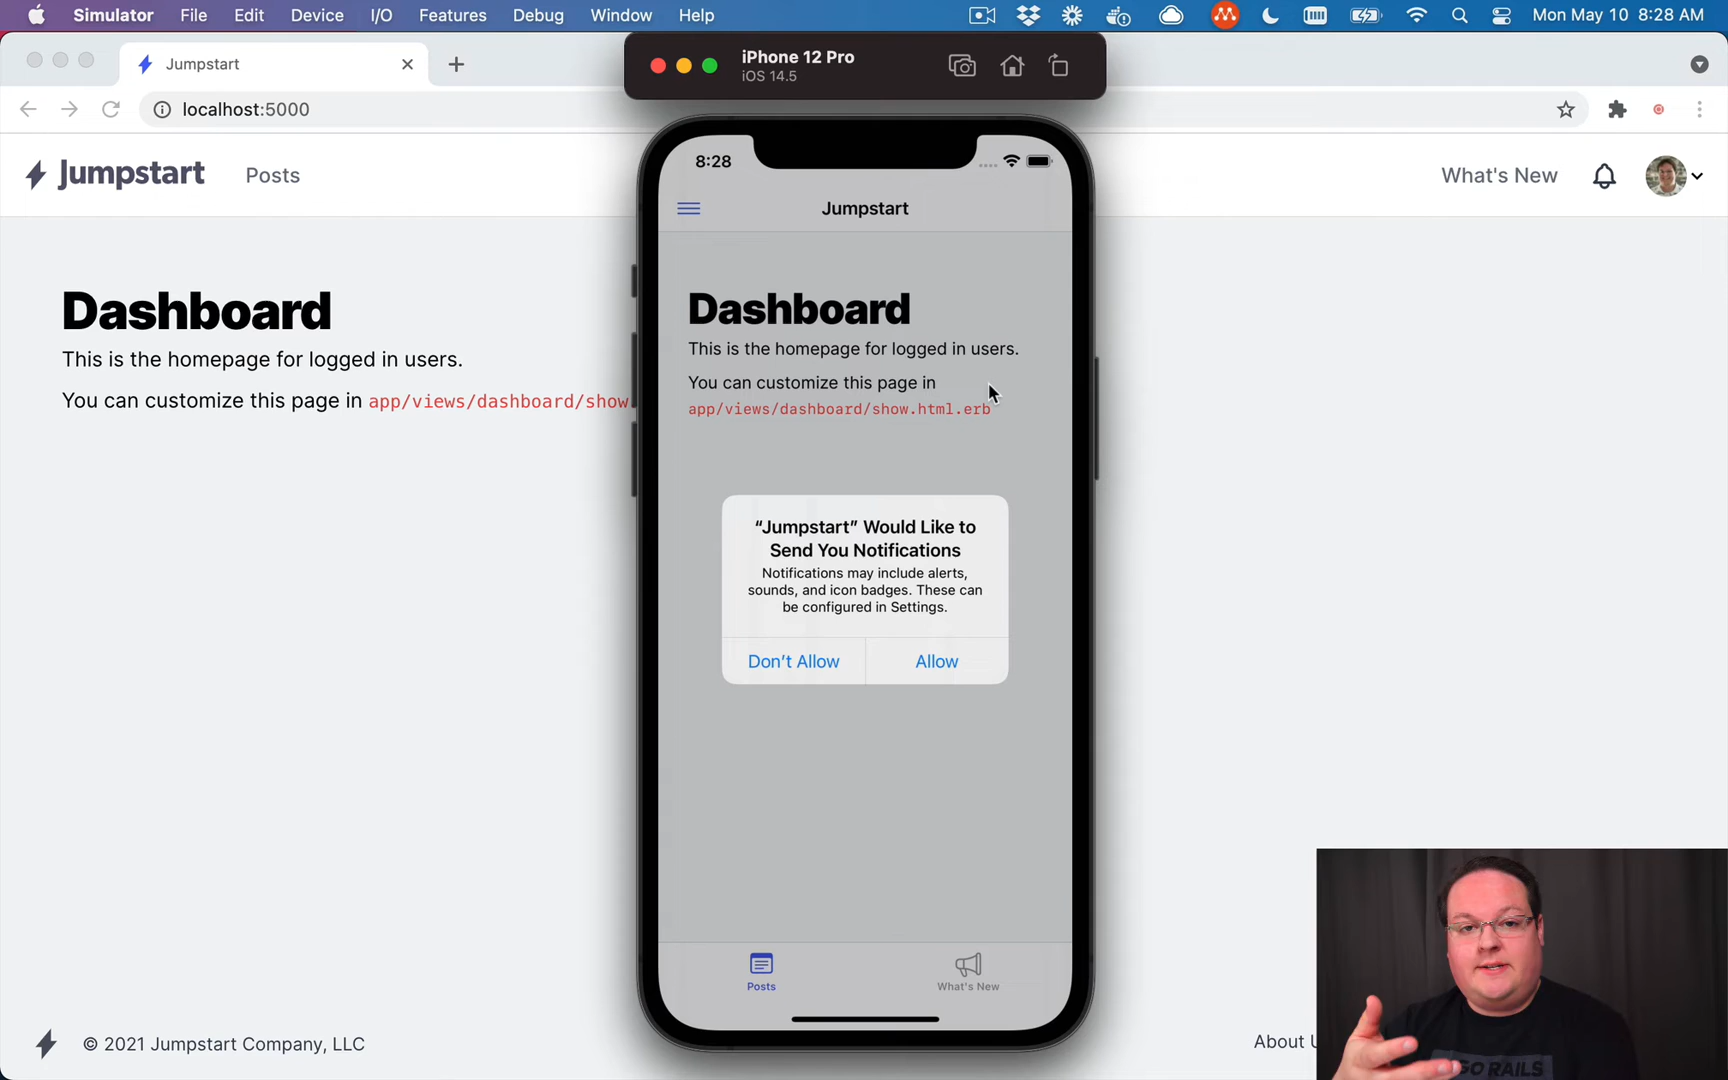 Simulator File Edit Device I/O Features Debug Window Help Mon May 10 8:28 AM
Jumpstart
iPhone 12 Pro
iOS 14.5
localhost:5000
Jumpstart Posts What's New
Dashboard
This is the homepage for logged in users.
You can customize this page in app/views/dashboard/show.
8:28
Jumpstart
Dashboard
This is the homepage for logged in users.
You can customize this page in
app/views/dashboard/show.html.erb
“Jumpstart” Would Like to
Send You Notifications
Notifications may include alerts,
sounds, and icon badges. These can
be configured in Settings.
Don’t Allow Allow
Posts What's New
© 2021 Jumpstart Company, LLC
About U
GO RAILS